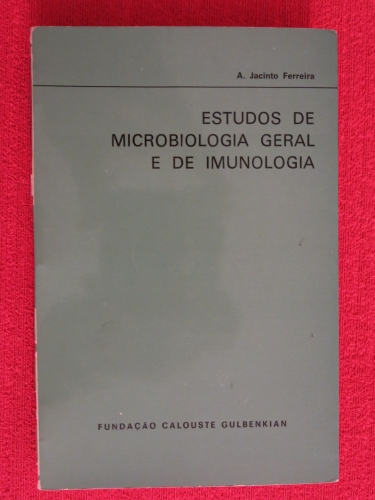 A. Jacinto Ferreira
ESTUDOS DE
MICROBIOLOGIA GERAL
E DE IMUNOLOGIA
FUNDAÇÃO CALOUSTE GULBENKIAN